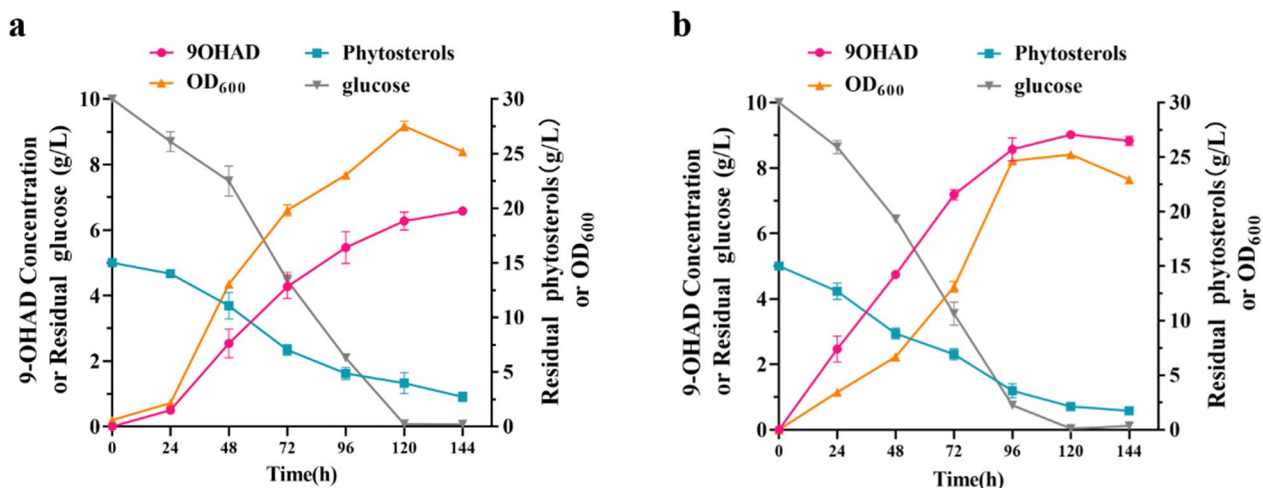 a
9OHAD
Phytosterols
OD600
glucose
10
8
6
4
2
0
9-OHAD Concentration
or Residual glucose (g/L)
30
25
20
15
10
5
0
Residual phytosterols(g/L)
or OD600
0 24 48 72 96 120 144
Time(h)
b
9OHAD
Phytosterols
OD600
glucose
10
8
6
4
2
0
9-OHAD Concentration
or Residual glucose (g/L)
30
25
20
15
10
5
0
Residual phytosterols(g/L)
or OD600
0 24 48 72 96 120 144
Time(h)